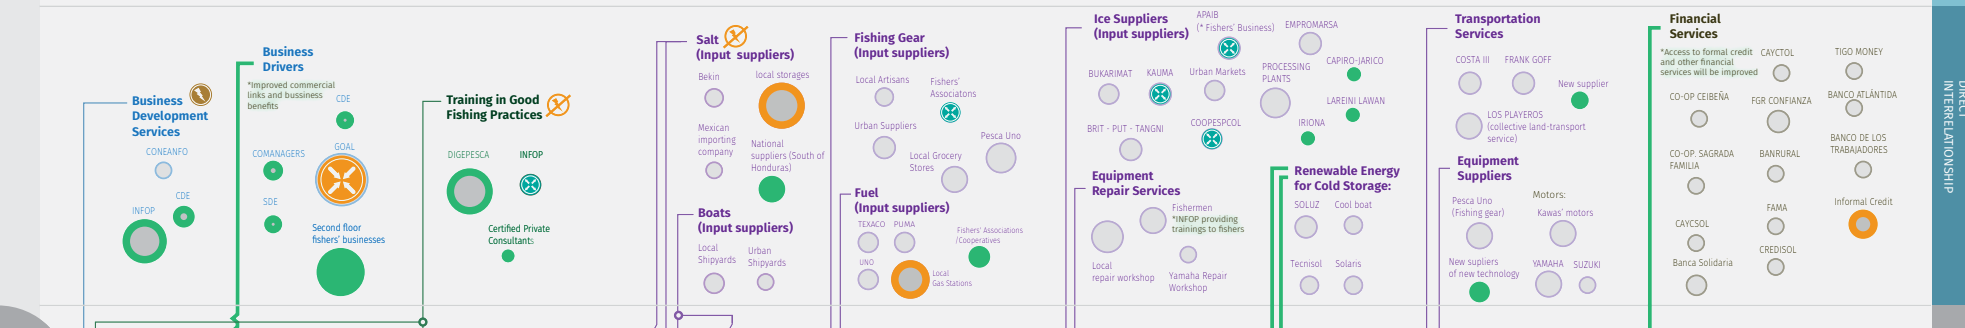 Business
Development
Services
CONEANFO
CDE
INFOP
Business
Drivers
*Improved commercial
links and bussiness
benefits
CDE
COMANAGERS
GOAL
SDE
Second floor
fishers' businesses
Training in Good
Fishing Practices
DIGEPESCA
INFOP
Certified Private
Consultants
Salt
(Input suppliers)
Bekin
local storages
Mexican
importing
company
National
suppliers (South of
Honduras)
Boats
(Input suppliers)
Local
Shipyards
Urban
Shipyards
Fishing Gear
(Input suppliers)
Local Artisans
Fishers'
Associatons
Urban Suppliers
Pesca Uno
Local Grocery
Stores
Fuel
(Input suppliers)
TEXACO
PUMA
Fishers' Associations
/Cooperatives
UNO
Local
Gas Stations
Ice Suppliers
(Input suppliers)
APAIB
(* Fishers' Business)
EMPROMARSA
BUKARIMAT
KAUMA
Urban Markets
PROCESSING
PLANTS
CAPIRO-JARICO
LAREINI LAWAN
BRIT - PUT - TANGNI
COOPESPCOL
IRIONA
Equipment
Repair Services
Fishermen
*INFOP providing
trainings to fishers
Local
repair workshop
Yamaha Repair
Workshop
Renewable Energy
for Cold Storage:
SOLUZ
Cool boat
Tecnisol
Solaris
Transportation
Services
COSTA III
FRANK GOFF
New supplier
LOS PLAYEROS
(collective land-transport
service)
Equipment
Suppliers
Motors:
Pesca Uno
(Fishing gear)
Kawas' motors
New supliers
of new technology
YAMAHA
SUZUKI
Financial
Services
*Access to formal credit
and other financial
services will be improved
CAYCTOL
TIGO MONEY
CO-OP CEIBEÑA
FGR CONFIANZA
BANCO ATLÁNTIDA
BANCO DE LOS
TRABAJADORES
CO-OP. SAGRADA
FAMILIA
BANRURAL
Informal Credit
FAMA
CAYCSOL
CREDISOL
Banca Solidaria
DIRECT
INTERRELATIONSHIP